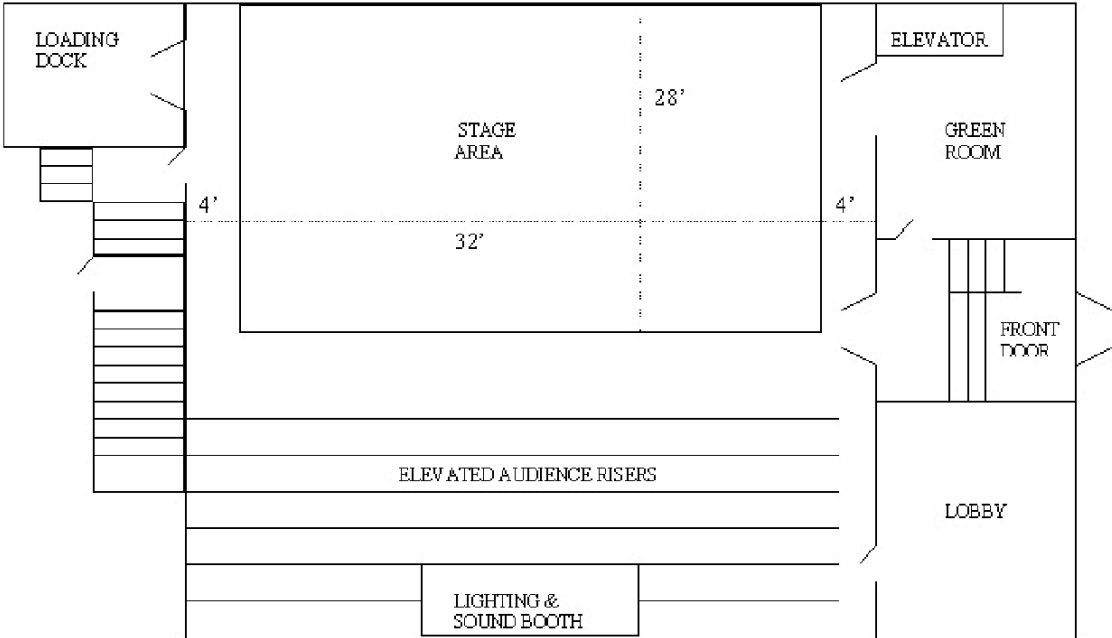 LOADING
DOCK
ELEVATOR
28'
STAGE
AREA
GREEN
ROOM
4'
4'
32'
FRONT
DOOR
ELEVATED AUDIENCE RISERS
LOBBY
LIGHTING &
SOUND BOOTH